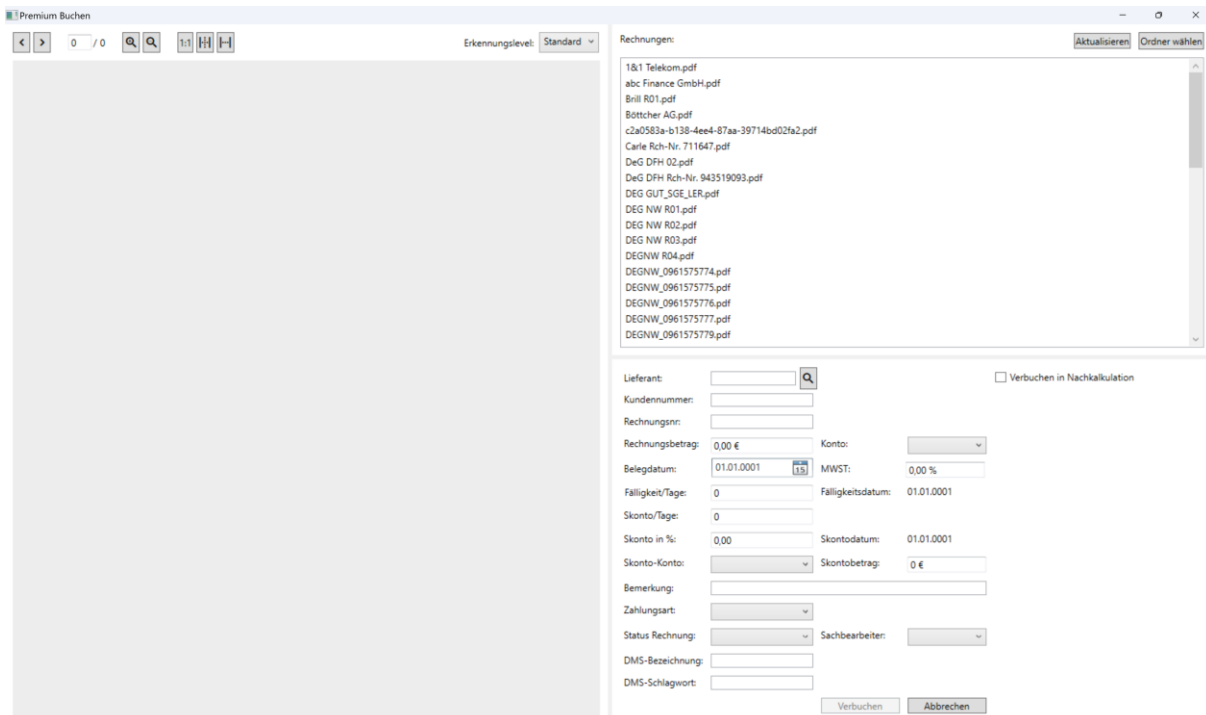 Premium Buchen
0 / 0 1:1 Erkennungslevel: Standard
Rechnungen: Aktualisieren Ordner wählen
1&1 Telekom.pdf
abc Finance GmbH.pdf
Brill R01.pdf
Böttcher AG.pdf
c2a0583a-b138-4ee4-87aa-39714bd02fa2.pdf
Carle Rch-Nr. 711647.pdf
DeG DFH 02.pdf
DeG DFH Rch-Nr. 943519093.pdf
DEG GUT_SGE_LER.pdf
DEG NW R01.pdf
DEG NW R02.pdf
DEG NW R03.pdf
DEGNW R04.pdf
DEGNW_0961575774.pdf
DEGNW_0961575775.pdf
DEGNW_0961575776.pdf
DEGNW_0961575777.pdf
DEGNW_0961575779.pdf
Lieferant: Verbuchen in Nachkalkulation
Kundennummer:
Rechnungsnr:
Rechnungsbetrag: 0,00 € Konto:
Belegdatum: 01.01.0001 15 MWST: 0,00 %
Fälligkeit/Tage: 0 Fälligkeitsdatum: 01.01.0001
Skonto/Tage: 0
Skonto in %: 0,00 Skontodatum: 01.01.0001
Skonto-Konto: Skontobetrag: 0 €
Bemerkung:
Zahlungsart:
Status Rechnung: Sachbearbeiter:
DMS-Bezeichnung:
DMS-Schlagwort:
Verbuchen Abbrechen